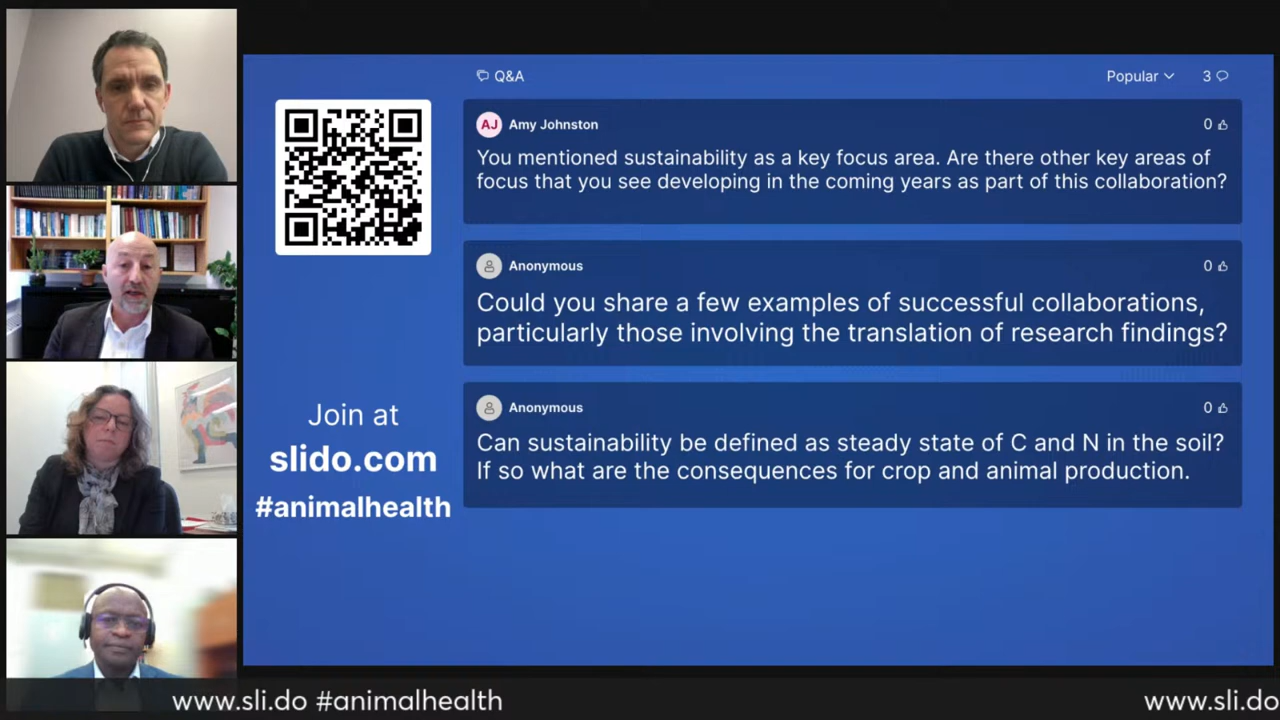 Q&A
Popular
3
AJ Amy Johnston
0
You mentioned sustainability as a key focus area. Are there other key areas of
focus that you see developing in the coming years as part of this collaboration?
Anonymous
0
Could you share a few examples of successful collaborations,
particularly those involving the translation of research findings?
Anonymous
0
Can sustainability be defined as steady state of C and N in the soil?
If so what are the consequences for crop and animal production.
Join at
slido.com
#animalhealth
www.sli.do #animalhealth
www.sli.do